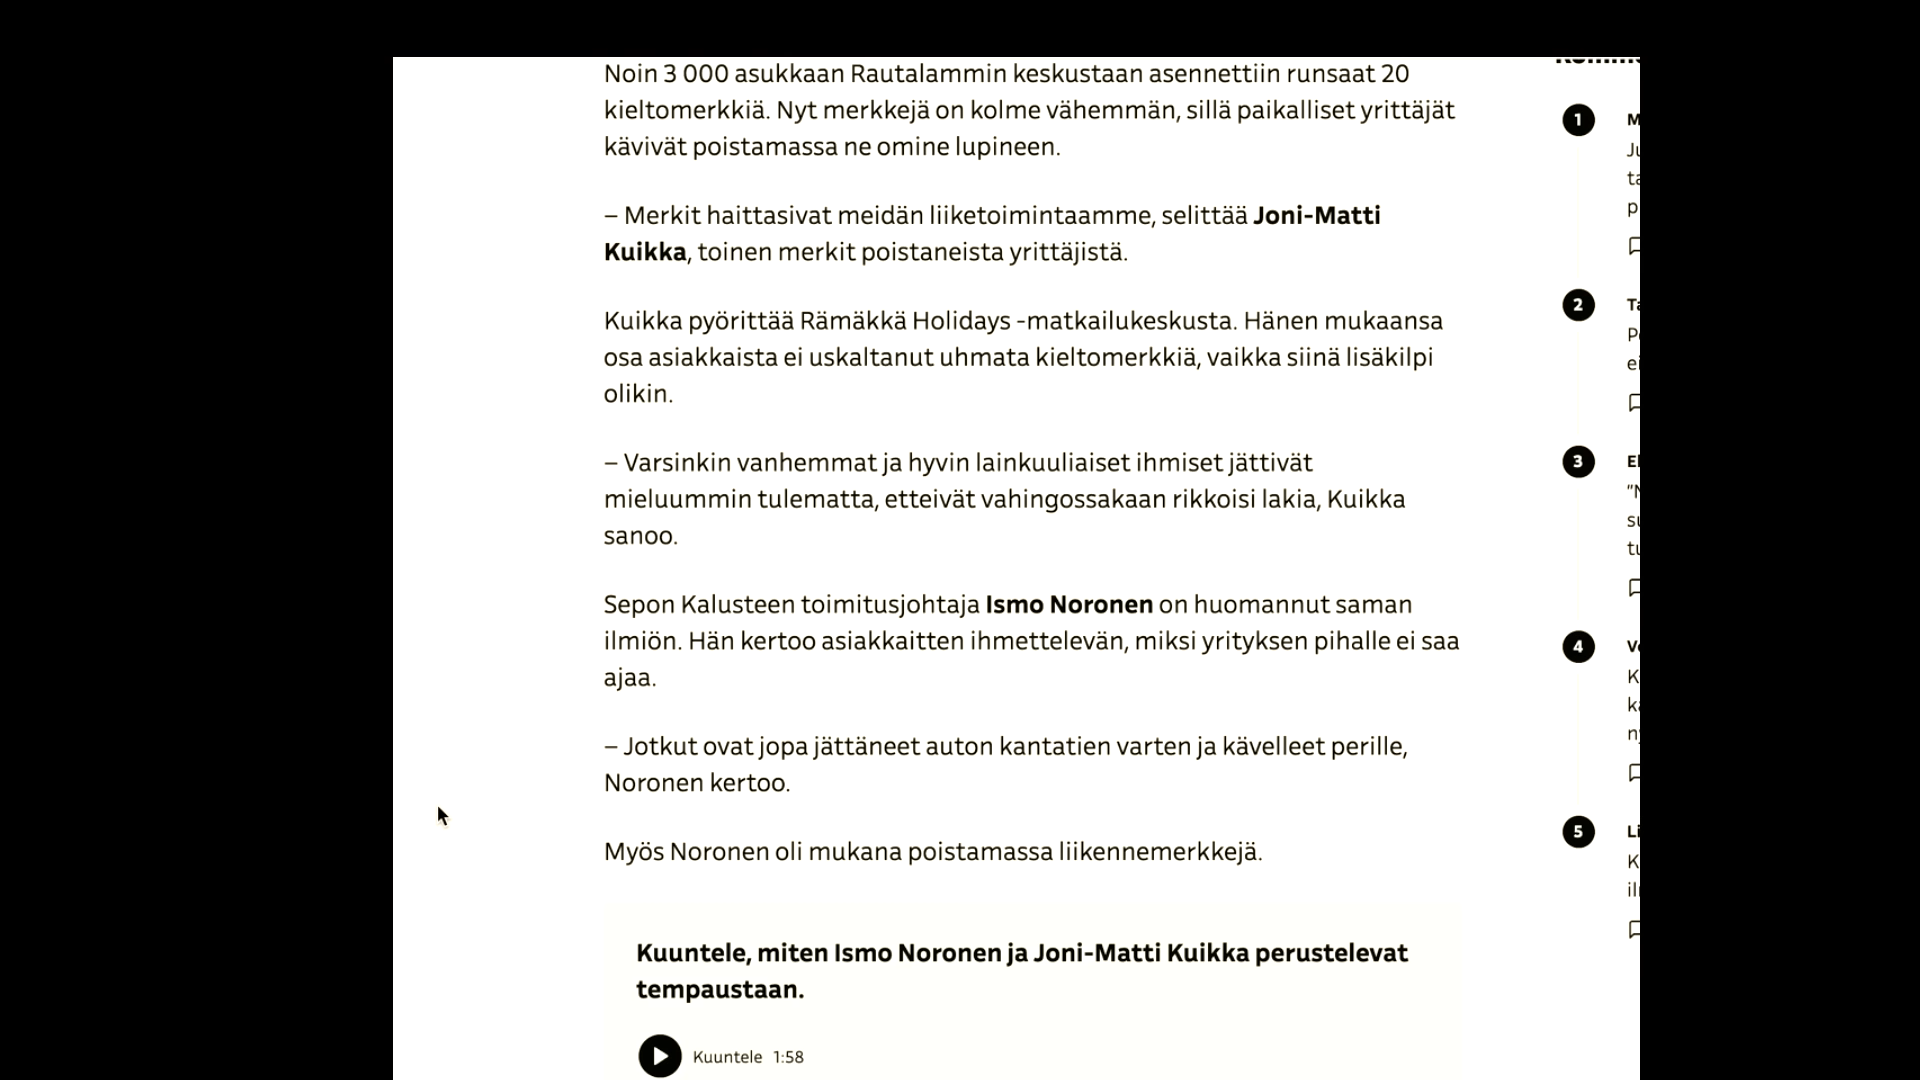 Noin 3 000 asukkaan Rautalammin keskustaan asennettiin runsaat 20
kieltomerkkiä. Nyt merkkejä on kolme vähemmän, sillä paikalliset yrittäjät
kävivät poistamassa ne omine lupineen.
– Merkit haittasivat meidän liiketoimintaamme, selittää Joni-Matti
Kuikka, toinen merkit poistaneista yrittäjistä.
Kuikka pyörittää Rämäkkä Holidays -matkailukeskusta. Hänen mukaansa
osa asiakkaista ei uskaltanut uhmata kieltomerkkiä, vaikka siinä lisäkilpi
olikin.
– Varsinkin vanhemmat ja hyvin lainkuuliaiset ihmiset jättivät
mieluummin tulematta, etteivät vahingossakaan rikkoisi lakia, Kuikka
sanoo.
Sepon Kalusteen toimitusjohtaja Ismo Noronen on huomannut saman
ilmiön. Hän kertoo asiakkaitten ihmettelevän, miksi yrityksen pihalle ei saa
ajaa.
– Jotkut ovat jopa jättäneet auton kantatien varten ja kävelleet perille,
Noronen kertoo.
Myös Noronen oli mukana poistamassa liikennemerkkejä.
Kuuntele, miten Ismo Noronen ja Joni-Matti Kuikka perustelevat
tempaustaan.
Kuuntele 1:58
1
2
3
4
5